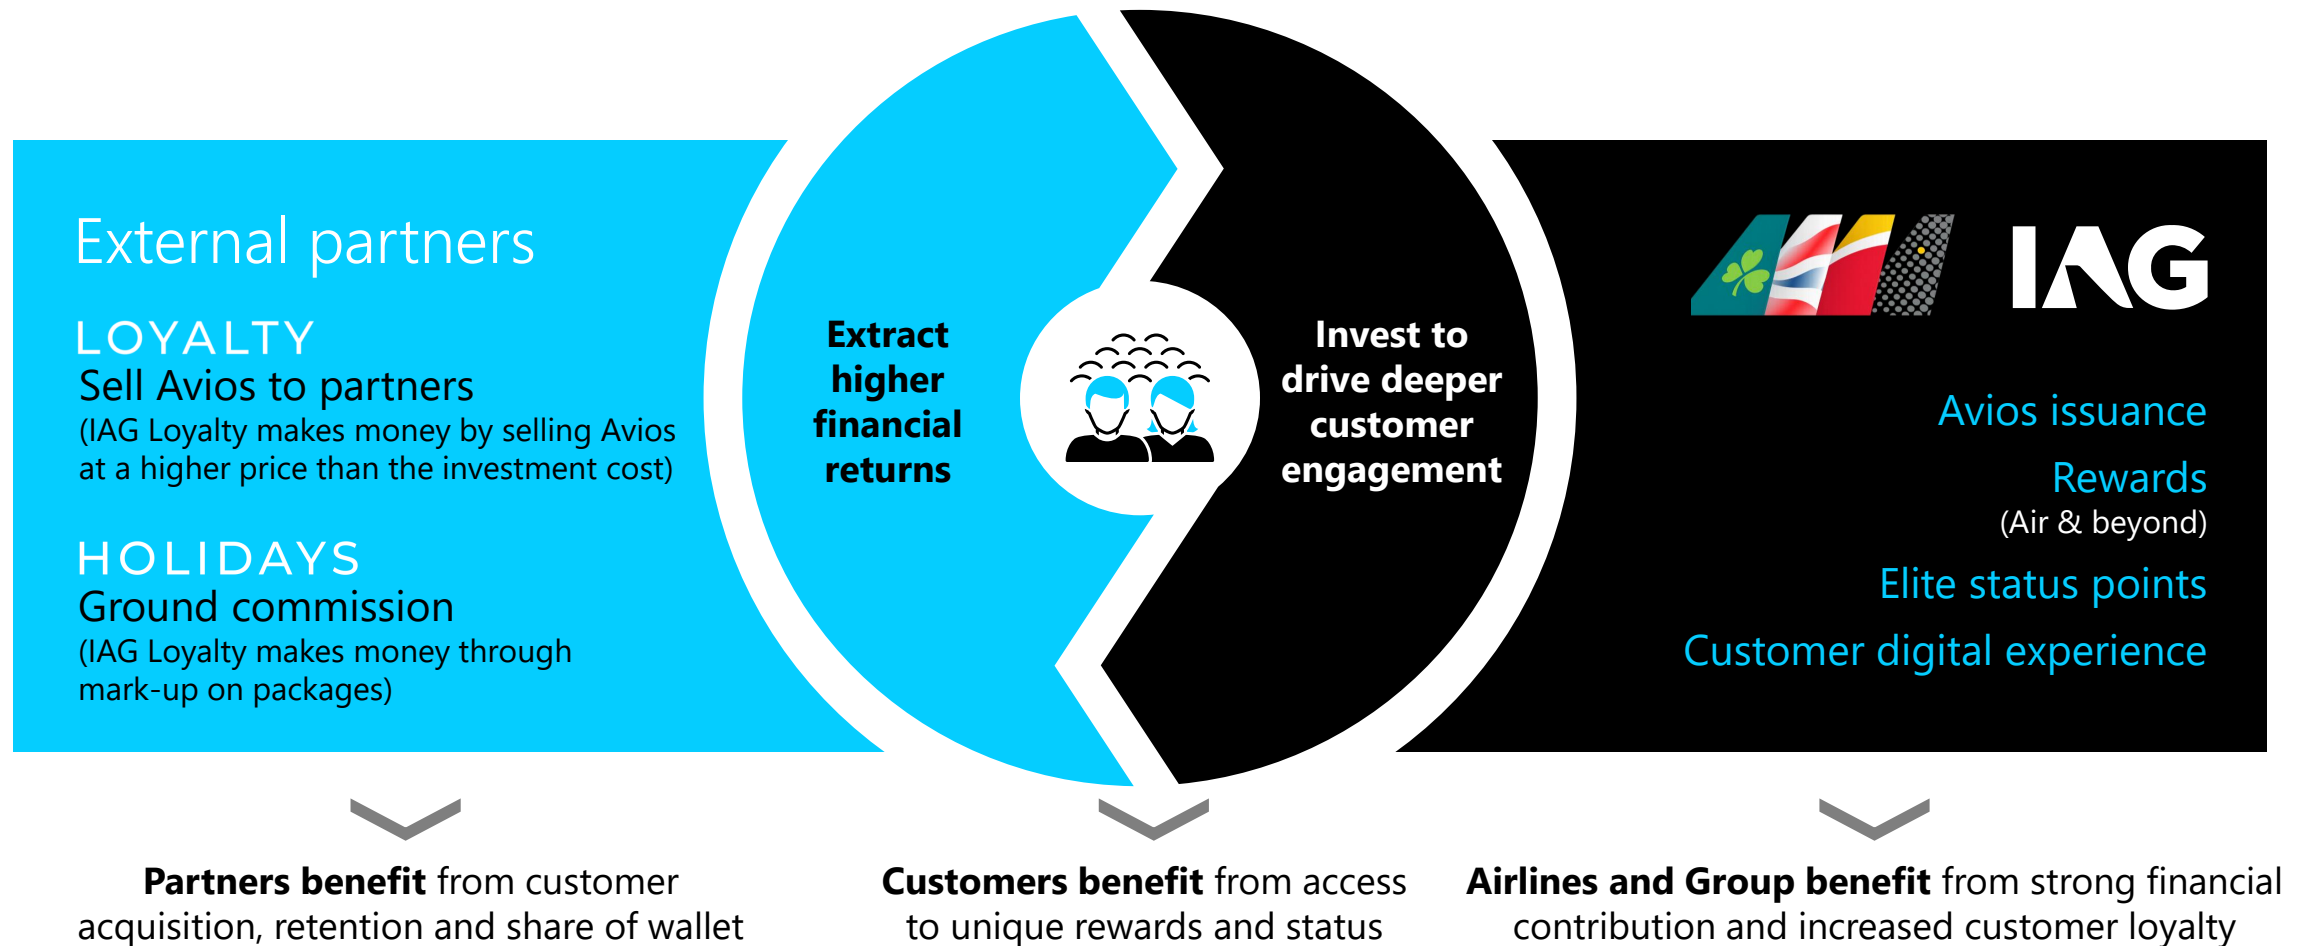 External partners
LOYALTY
Sell Avios to partners
(IAG Loyalty makes money by selling Avios
at a higher price than the investment cost)
HOLIDAYS
Ground commission
(IAG Loyalty makes money through
mark-up on packages)
Extract
higher
financial
returns
Invest to
drive deeper
customer
engagement
IAG
Avios issuance
Rewards
(Air & beyond)
Elite status points
Customer digital experience
Partners benefit from customer
acquisition, retention and share of wallet
Customers benefit from access
to unique rewards and status
Airlines and Group benefit from strong financial
contribution and increased customer loyalty